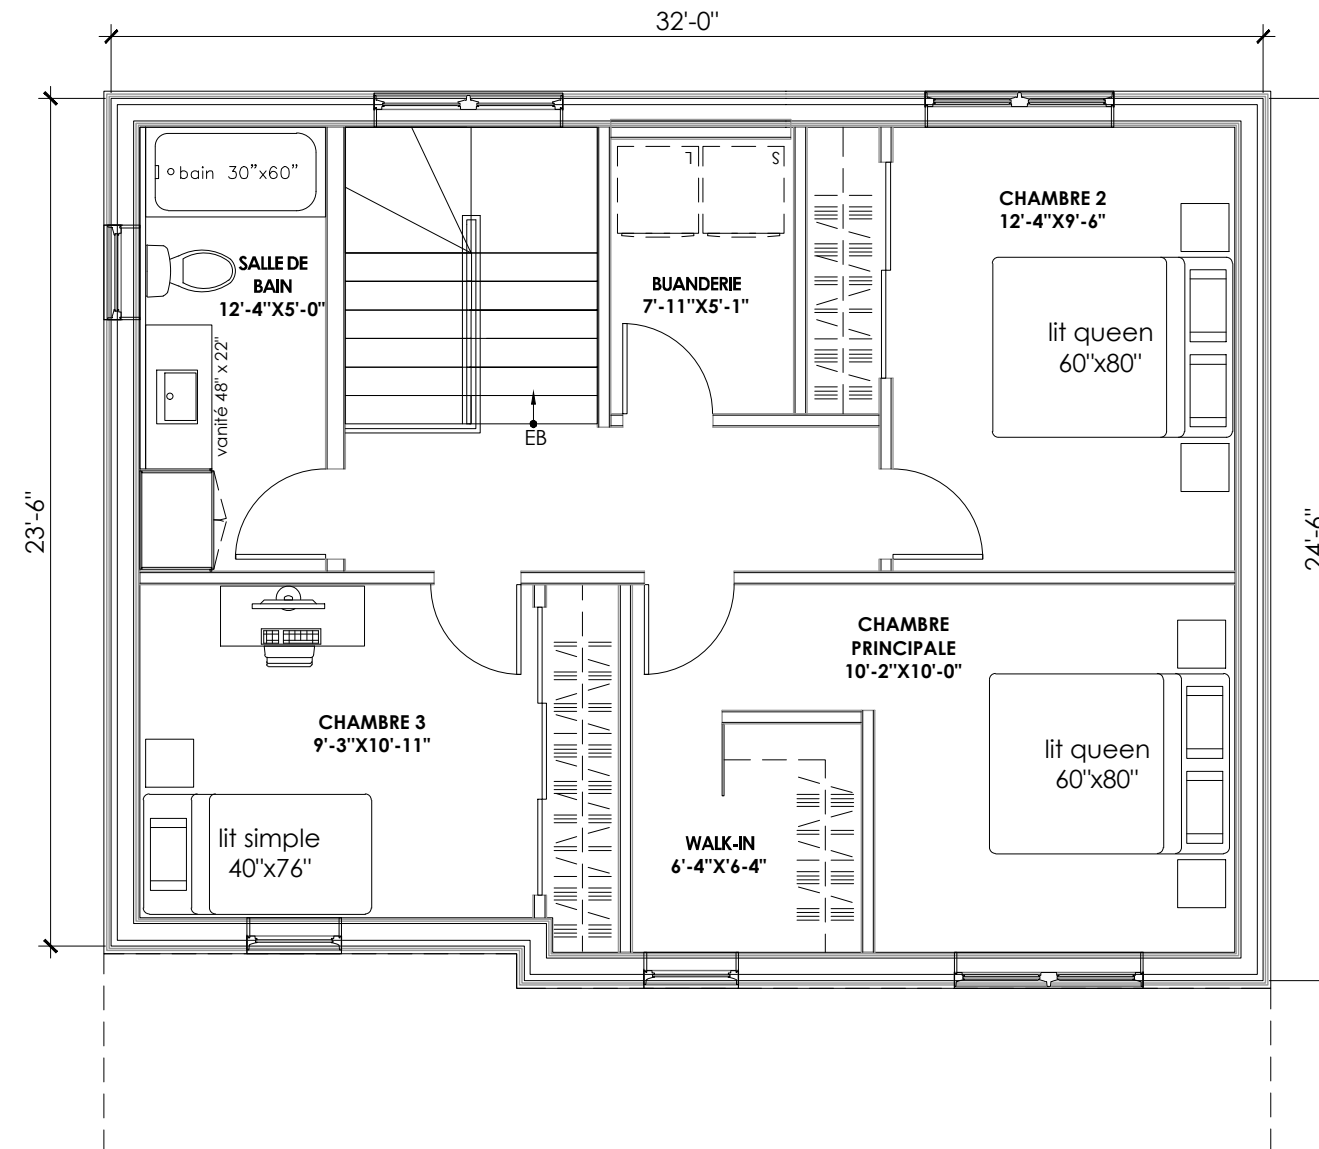 32'-0"
bain 30"x60"
L
S
CHAMBRE 2
12'-4"X9'-6"
SALLE DE
BAIN
12'-4"X5'-0"
BUANDERIE
7'-11"X5'-1"
lit queen
60"x80"
vanité 48" x 22"
EB
23'-6"
24'-6"
CHAMBRE
PRINCIPALE
10'-2"X10'-0"
CHAMBRE 3
9'-3"X10'-11"
lit queen
60"x80"
lit simple
40"x76"
WALK-IN
6'-4"X'6-4"